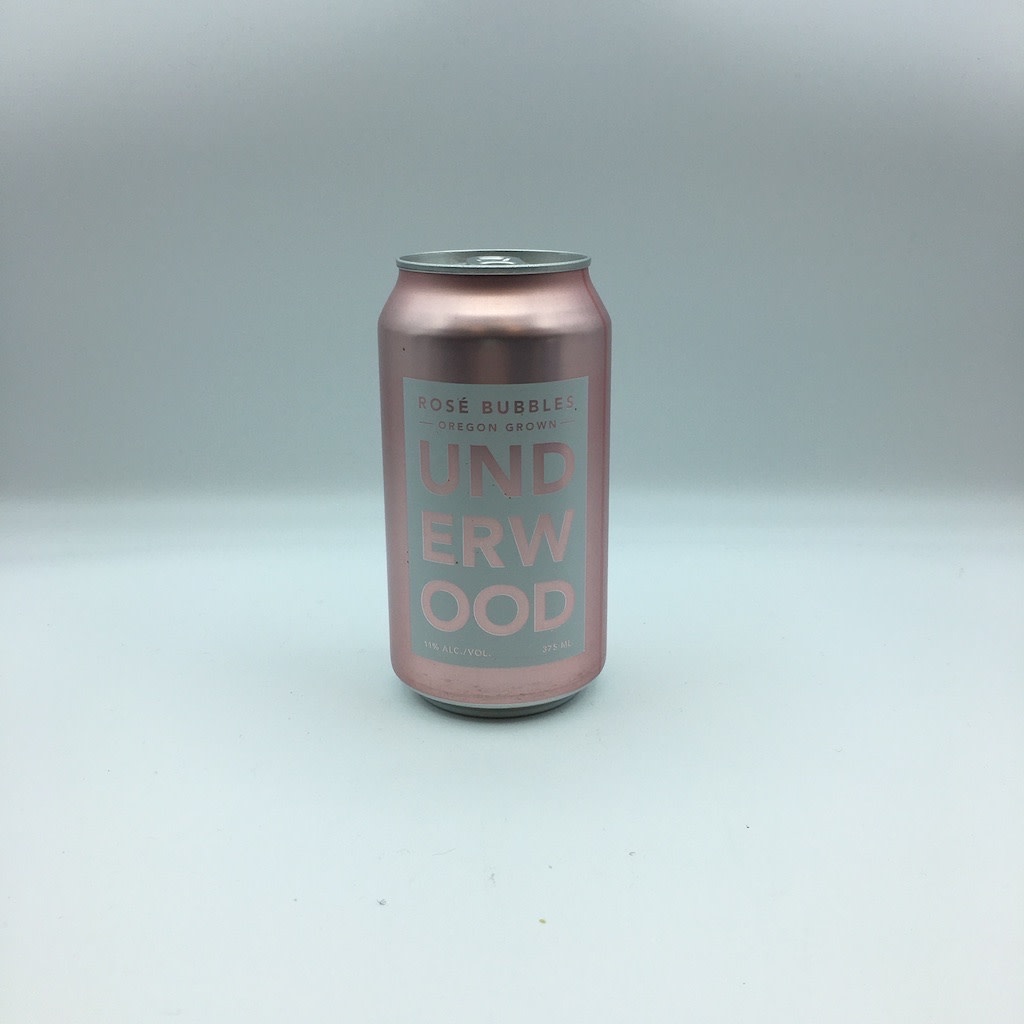 ROSÉ BUBBLES
OREGON GROWN
UND
ERW
OOD
11% ALC./VOL. 375 ML